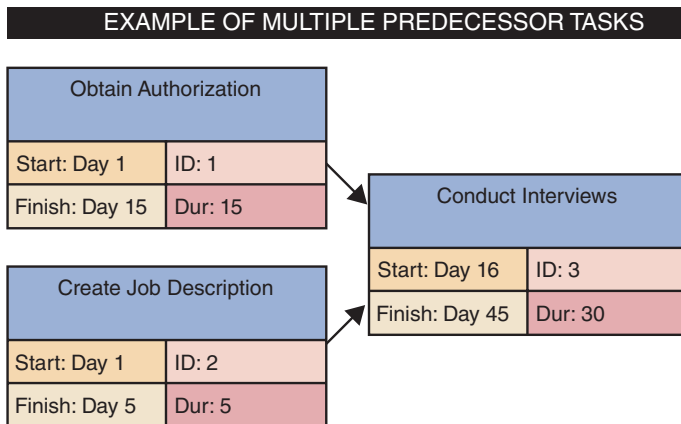 EXAMPLE OF MULTIPLE PREDECESSOR TASKS
Obtain Authorization
Start: Day 1 ID: 1
Finish: Day 15 Dur: 15
Create Job Description
Start: Day 1 ID: 2
Finish: Day 5 Dur: 5
Conduct Interviews
Start: Day 16 ID: 3
Finish: Day 45 Dur: 30